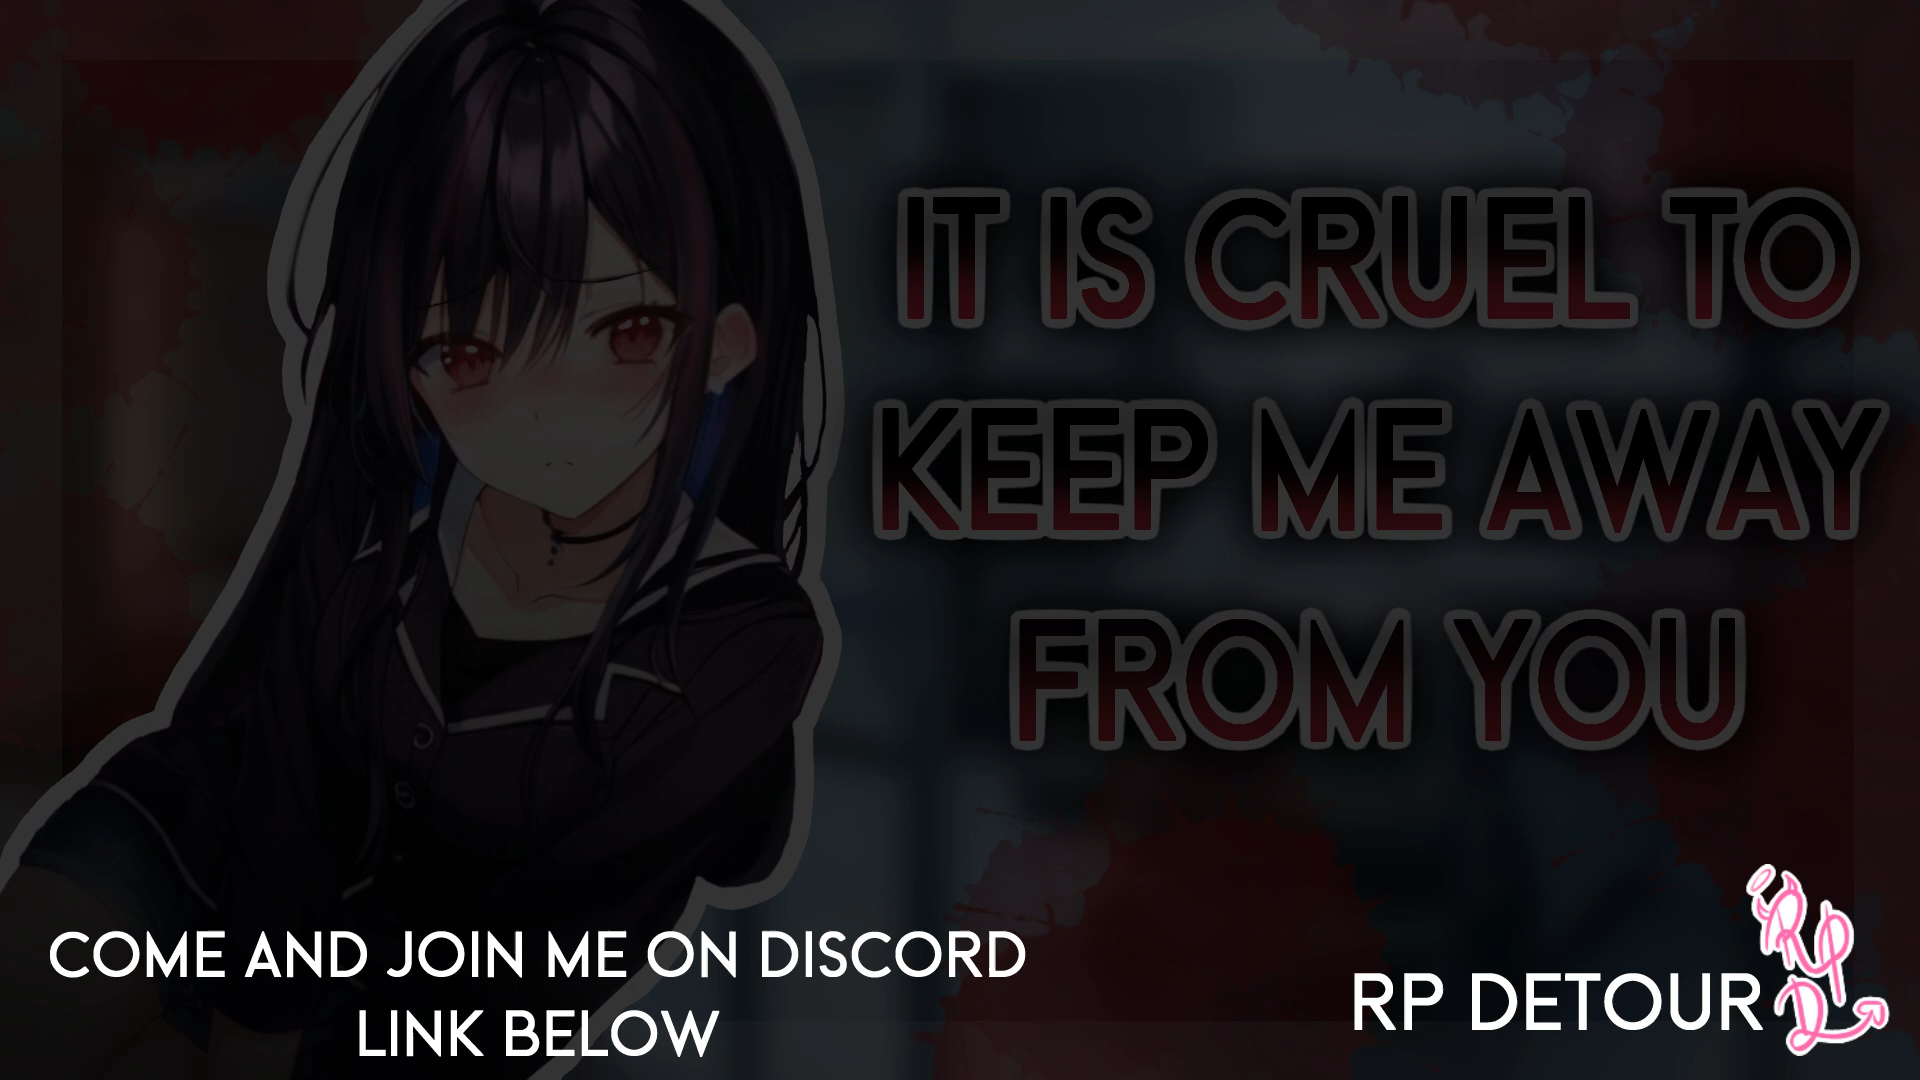 IT IS CRUEL TO
KEEP ME AWAY
FROM YOU
COME AND JOIN ME ON DISCORD
LINK BELOW
RP DETOUR
RPD